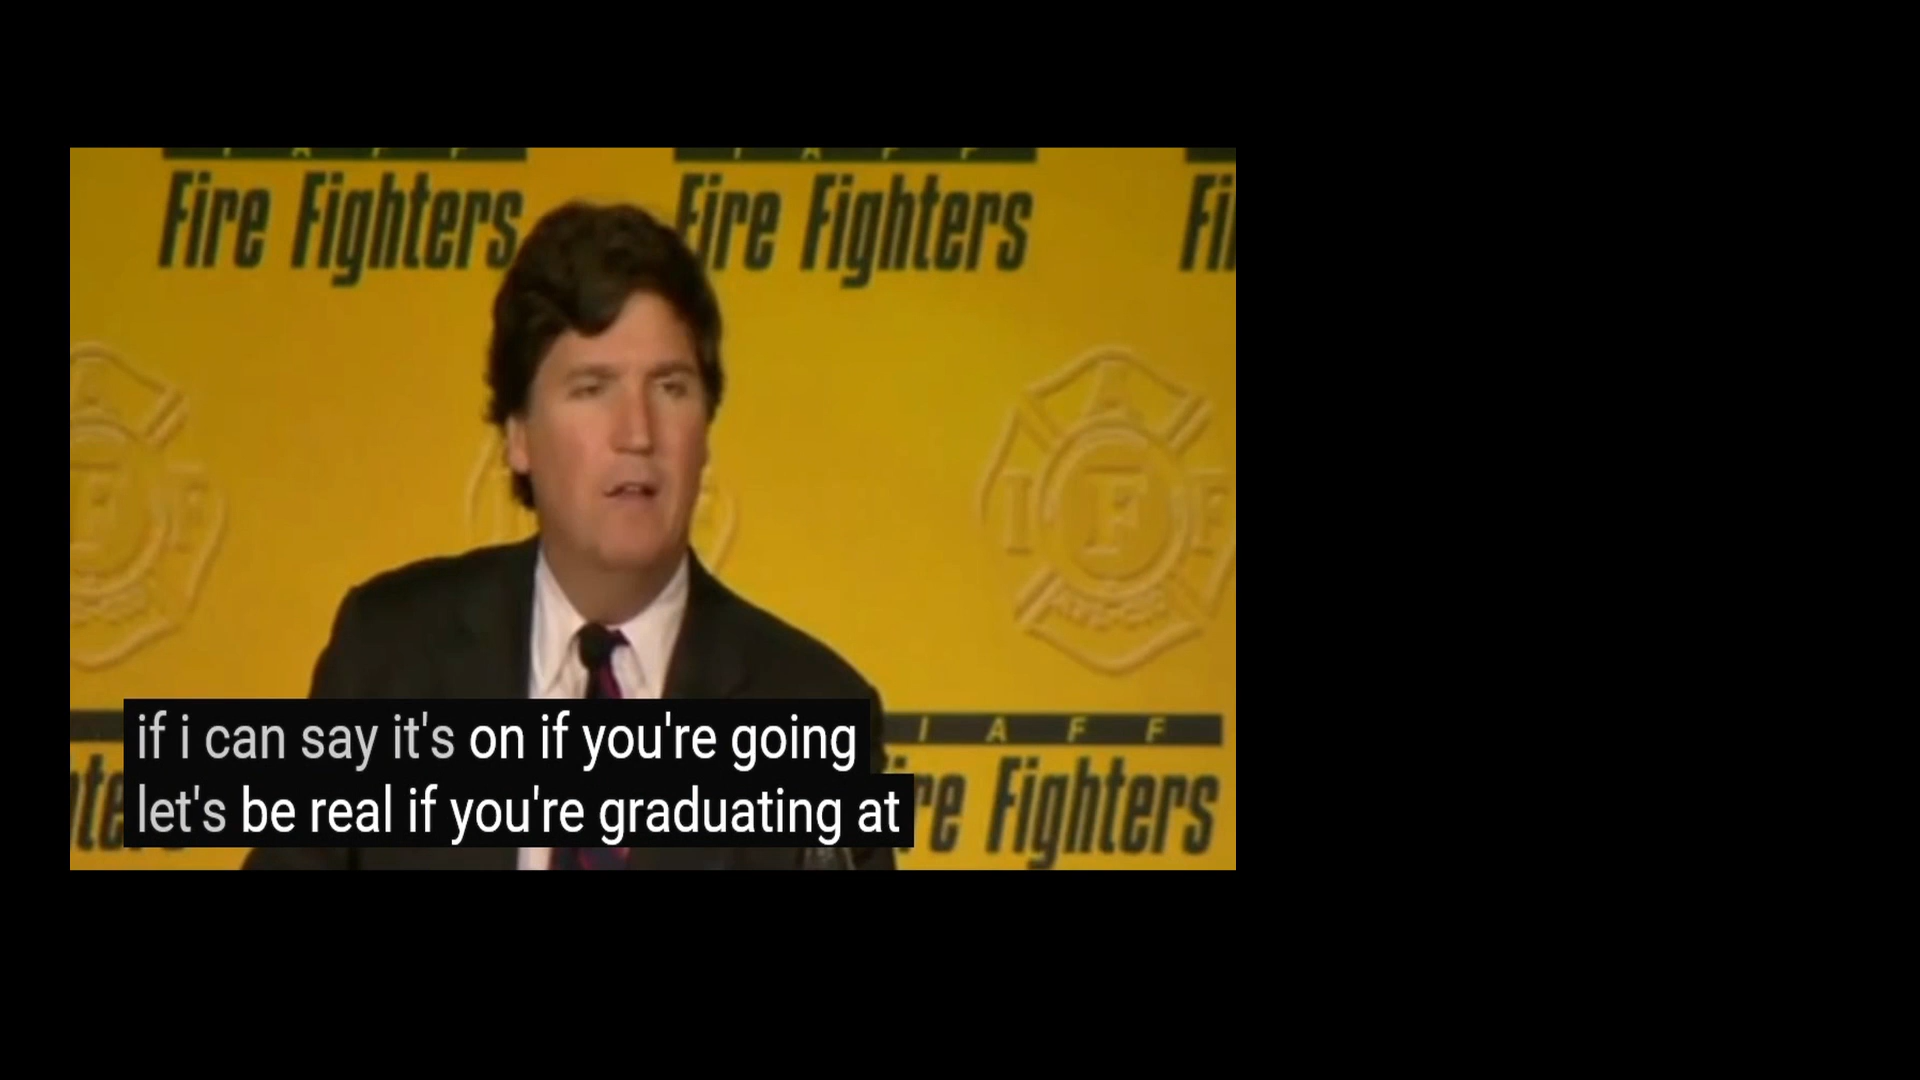 I A F F
I A F F
Fire Fighters
Fire Fighters
Fi
I A F F
F
I A F F
F
if i can say it's on if you're going
let's be real if you're graduating at
I A F F
re Fighters